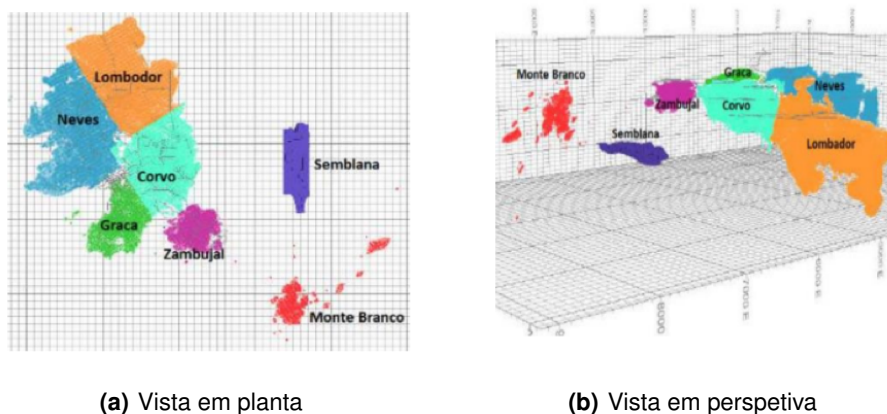 Lombodor
Neves
Corvo
Semblana
Graca
Zambujal
Monte Branco
Monte Branco
Graca
Neves
Zambujal
Corvo
Semblana
Lombador
(a) Vista em planta
(b) Vista em perspetiva